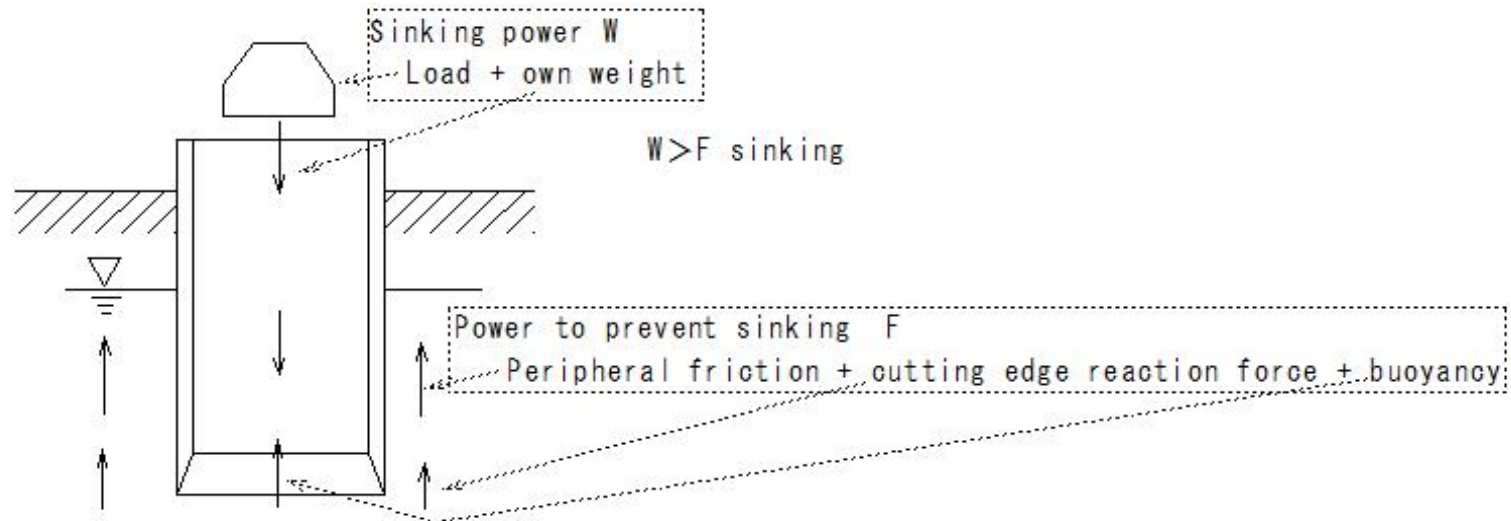 Sinking power W
Load + own weight
W>F sinking
Power to prevent sinking F
Peripheral friction + cutting edge reaction force + buoyancy